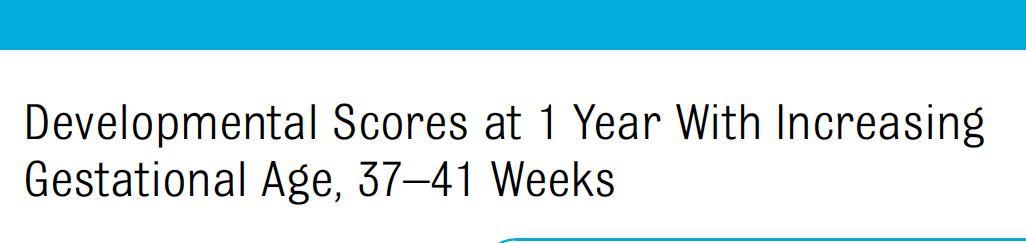 Developmental Scores at 1 Year With Increasing
Gestational Age, 37–41 Weeks